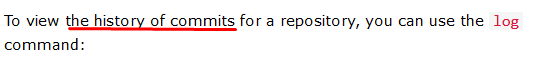 To view the history of commits for a repository, you can use the log
command: